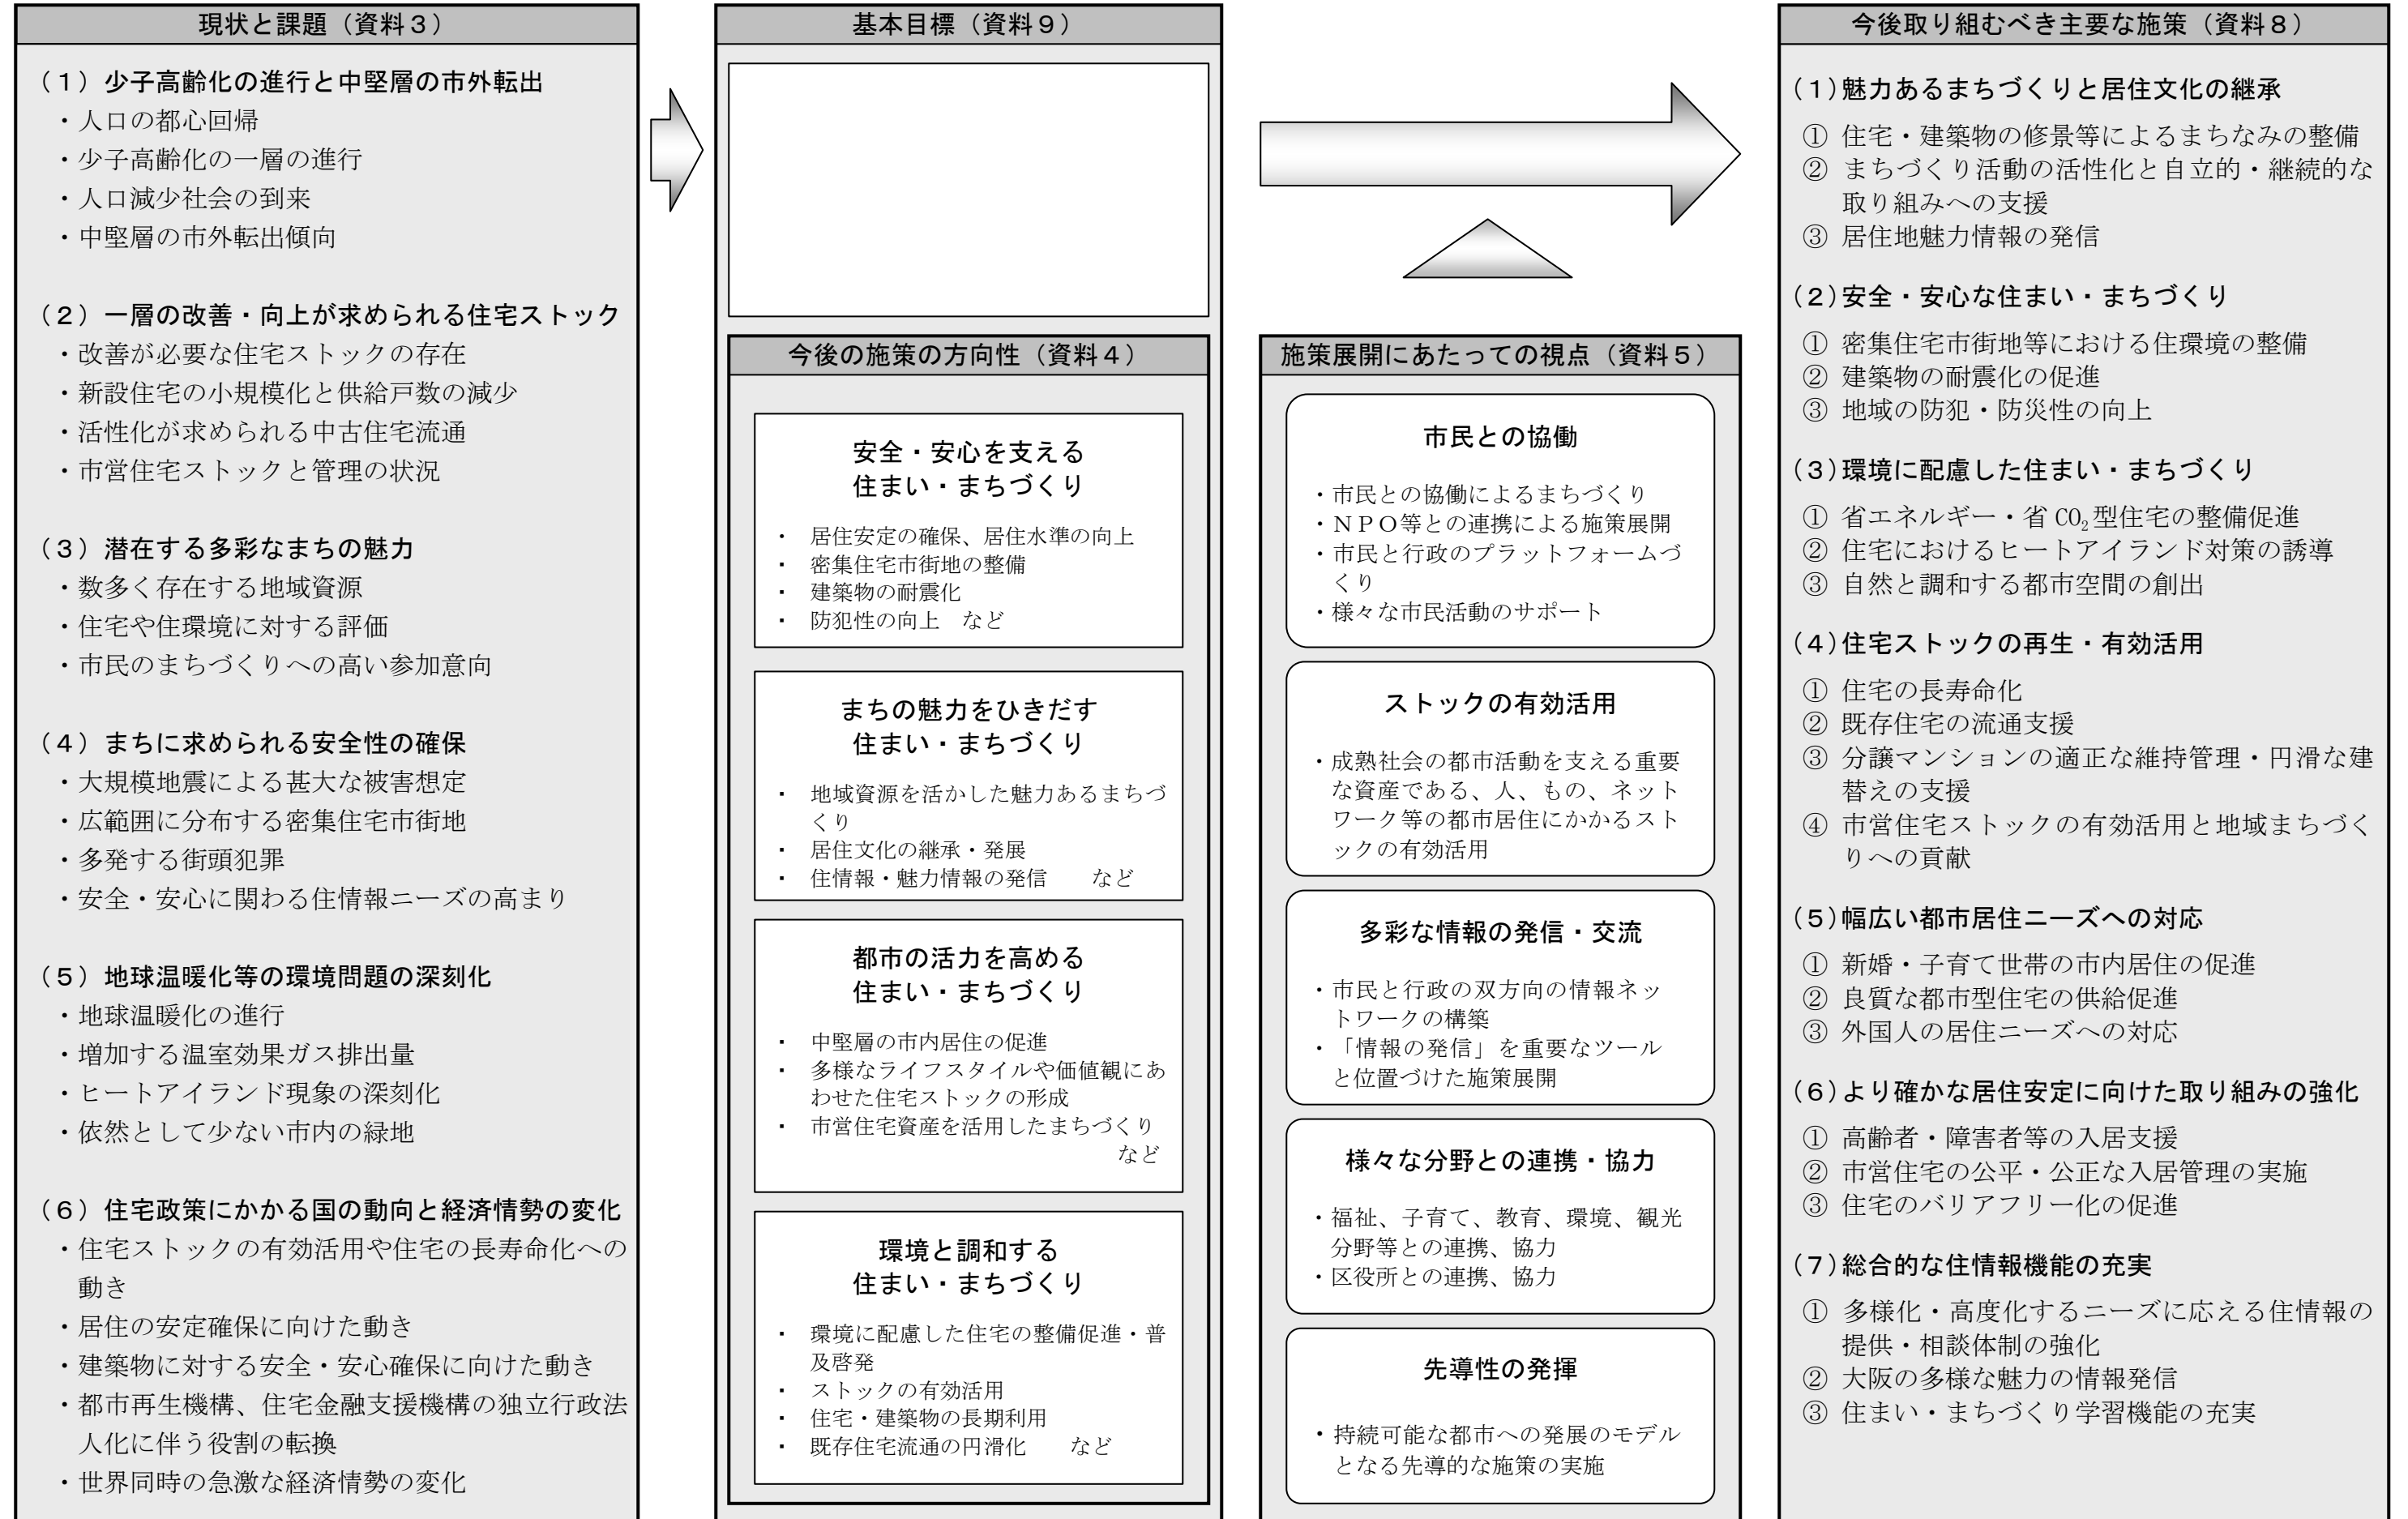 現状と課題（資料３）
（１）少子高齢化の進行と中堅層の市外転出
・人口の都心回帰
・少子高齢化の一層の進行
・人口減少社会の到来
・中堅層の市外転出傾向
（２）一層の改善・向上が求められる住宅ストック
・改善が必要な住宅ストックの存在
・新設住宅の小規模化と供給戸数の減少
・活性化が求められる中古住宅流通
・市営住宅ストックと管理の状況
（３）潜在する多彩なまちの魅力
・数多く存在する地域資源
・住宅や住環境に対する評価
・市民のまちづくりへの高い参加意向
（４）まちに求められる安全性の確保
・大規模地震による甚大な被害想定
・広範囲に分布する密集住宅市街地
・多発する街頭犯罪
・安全・安心に関わる住情報ニーズの高まり
（５）地球温暖化等の環境問題の深刻化
・地球温暖化の進行
・増加する温室効果ガス排出量
・ヒートアイランド現象の深刻化
・依然として少ない市内の緑地
（６）住宅政策にかかる国の動向と経済情勢の変化
・住宅ストックの有効活用や住宅の長寿命化への
動き
・居住の安定確保に向けた動き
・建築物に対する安全・安心確保に向けた動き
・都市再生機構、住宅金融支援機構の独立行政法
人化に伴う役割の転換
・世界同時の急激な経済情勢の変化
基本目標（資料９）
今後の施策の方向性（資料４）
安全・安心を支える
住まい・まちづくり
・ 居住安定の確保、居住水準の向上
・ 密集住宅市街地の整備
・ 建築物の耐震化
・ 防犯性の向上　など
まちの魅力をひきだす
住まい・まちづくり
・ 地域資源を活かした魅力あるまちづ
くり
・ 居住文化の継承・発展
・ 住情報・魅力情報の発信　　など
都市の活力を高める
住まい・まちづくり
・ 中堅層の市内居住の促進
・ 多様なライフスタイルや価値観にあ
わせた住宅ストックの形成
・ 市営住宅資産を活用したまちづくり
など
環境と調和する
住まい・まちづくり
・ 環境に配慮した住宅の整備促進・普
及啓発
・ ストックの有効活用
・ 住宅・建築物の長期利用
・ 既存住宅流通の円滑化　　など
施策展開にあたっての視点（資料５）
市民との協働
・市民との協働によるまちづくり
・ＮＰＯ等との連携による施策展開
・市民と行政のプラットフォームづ
くり
・様々な市民活動のサポート
ストックの有効活用
・成熟社会の都市活動を支える重要
な資産である、人、もの、ネット
ワーク等の都市居住にかかるスト
ックの有効活用
多彩な情報の発信・交流
・市民と行政の双方向の情報ネッ
トワークの構築
・「情報の発信」を重要なツール
と位置づけた施策展開
様々な分野との連携・協力
・福祉、子育て、教育、環境、観光
分野等との連携、協力
・区役所との連携、協力
先導性の発揮
・持続可能な都市への発展のモデル
となる先導的な施策の実施
今後取り組むべき主要な施策（資料８）
（１）魅力あるまちづくりと居住文化の継承
① 住宅・建築物の修景等によるまちなみの整備
② まちづくり活動の活性化と自立的・継続的な
取り組みへの支援
③ 居住地魅力情報の発信
（２）安全・安心な住まい・まちづくり
① 密集住宅市街地等における住環境の整備
② 建築物の耐震化の促進
③ 地域の防犯・防災性の向上
（３）環境に配慮した住まい・まちづくり
① 省エネルギー・省 CO₂型住宅の整備促進
② 住宅におけるヒートアイランド対策の誘導
③ 自然と調和する都市空間の創出
（４）住宅ストックの再生・有効活用
① 住宅の長寿命化
② 既存住宅の流通支援
③ 分譲マンションの適正な維持管理・円滑な建
替えの支援
④ 市営住宅ストックの有効活用と地域まちづく
りへの貢献
（５）幅広い都市居住ニーズへの対応
① 新婚・子育て世帯の市内居住の促進
② 良質な都市型住宅の供給促進
③ 外国人の居住ニーズへの対応
（６）より確かな居住安定に向けた取り組みの強化
① 高齢者・障害者等の入居支援
② 市営住宅の公平・公正な入居管理の実施
③ 住宅のバリアフリー化の促進
（７）総合的な住情報機能の充実
① 多様化・高度化するニーズに応える住情報の
提供・相談体制の強化
② 大阪の多様な魅力の情報発信
③ 住まい・まちづくり学習機能の充実